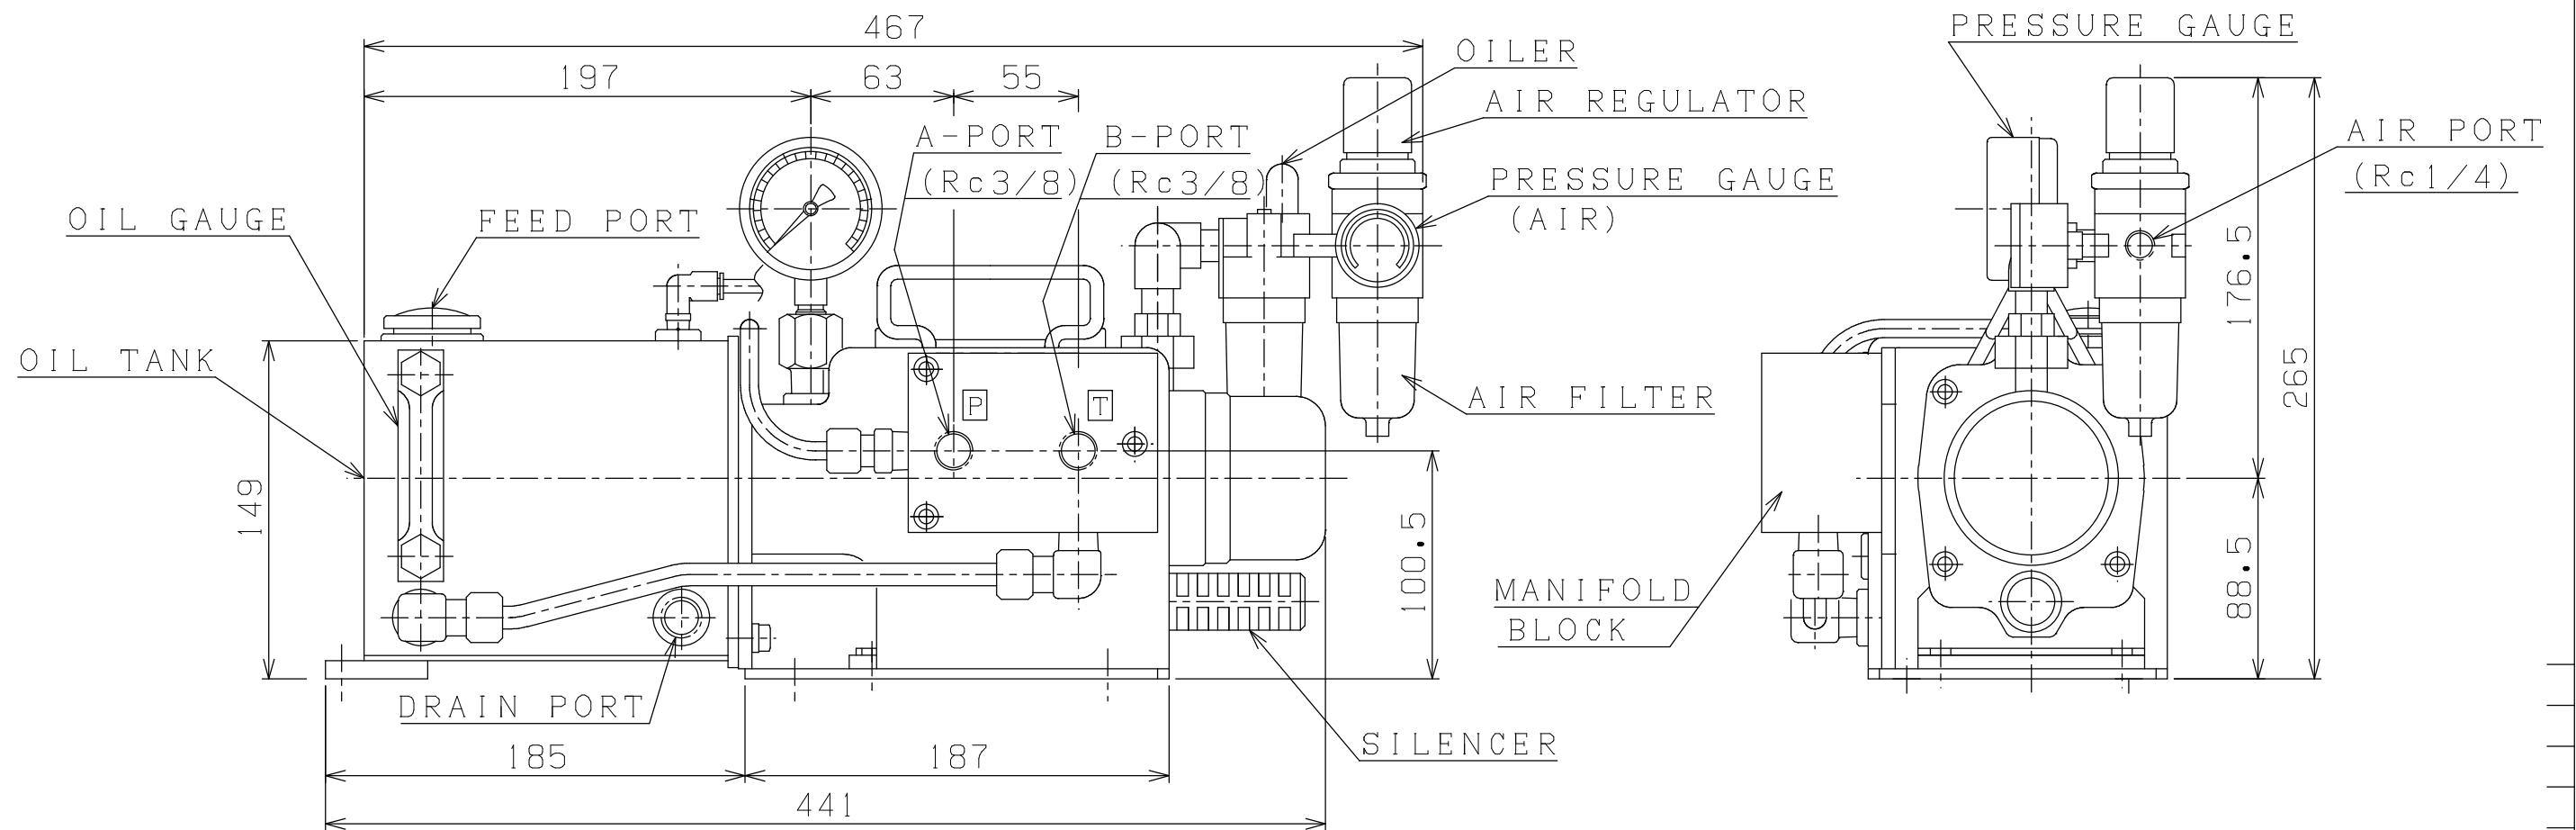 467
PRESSURE GAUGE
OILER
197
63
55
AIR REGULATOR
A-PORT
(Rc3/8)
B-PORT
(Rc3/8)
AIR PORT
(Rc1/4)
PRESSURE GAUGE
(AIR)
OIL GAUGE
FEED PORT
176.5
OIL TANK
265
P
T
AIR FILTER
149
100.5
88.5
MANIFOLD
BLOCK
DRAIN PORT
SILENCER
185
187
441